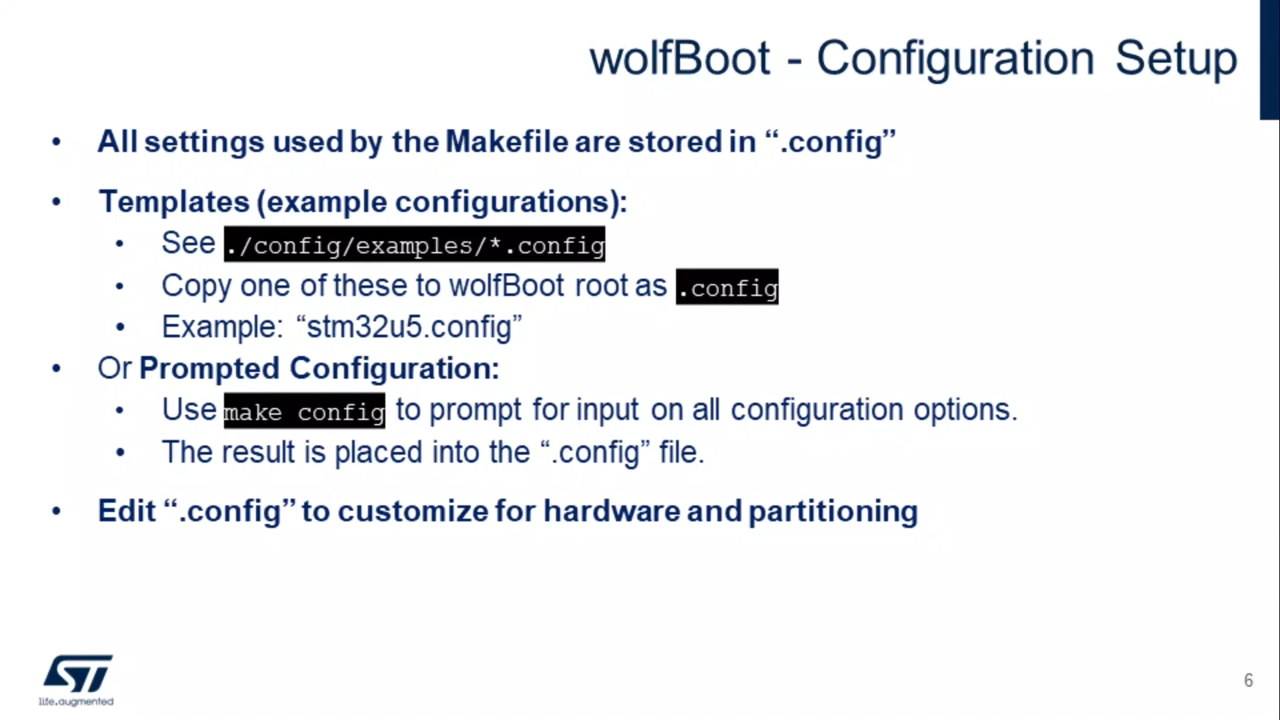 wolfBoot - Configuration Setup
• All settings used by the Makefile are stored in “.config”
• Templates (example configurations):
• See ./config/examples/*.config
• Copy one of these to wolfBoot root as .config
• Example: “stm32u5.config”
• Or Prompted Configuration:
• Use make config to prompt for input on all configuration options.
• The result is placed into the “.config” file.
• Edit “.config” to customize for hardware and partitioning
ST
life.augmented
6